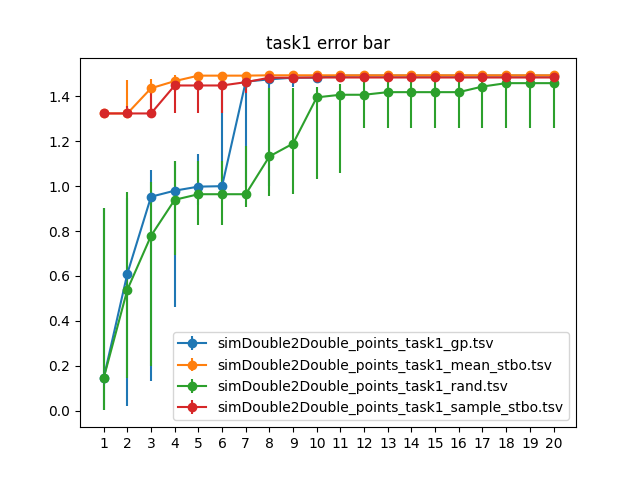 task1 error bar
1.4
1.2
1.0
0.8
0.6
0.4
0.2
0.0
simDouble2Double_points_task1_gp.tsv
simDouble2Double_points_task1_mean_stbo.tsv
simDouble2Double_points_task1_rand.tsv
simDouble2Double_points_task1_sample_stbo.tsv
1 2 3 4 5 6 7 8 9 10 11 12 13 14 15 16 17 18 19 20